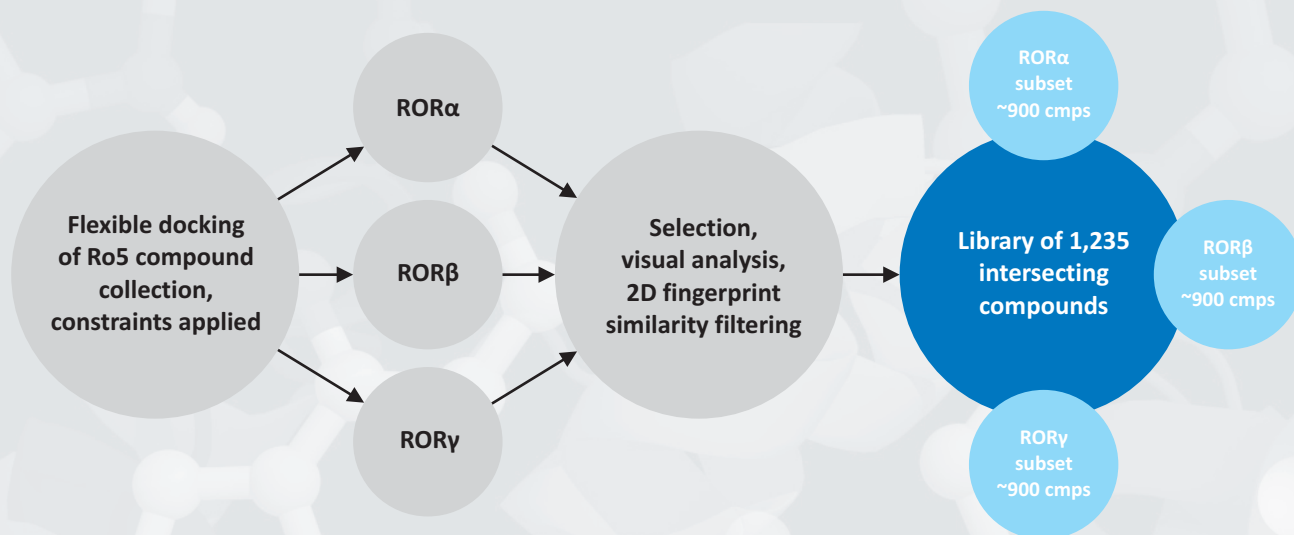 Flexible docking
of Ro5 compound
collection,
constraints applied
RORα
RORβ
RORγ
Selection,
visual analysis,
2D fingerprint
similarity filtering
Library of 1,235
intersecting
compounds
RORα
subset
~900 cmps
RORβ
subset
~900 cmps
RORγ
subset
~900 cmps